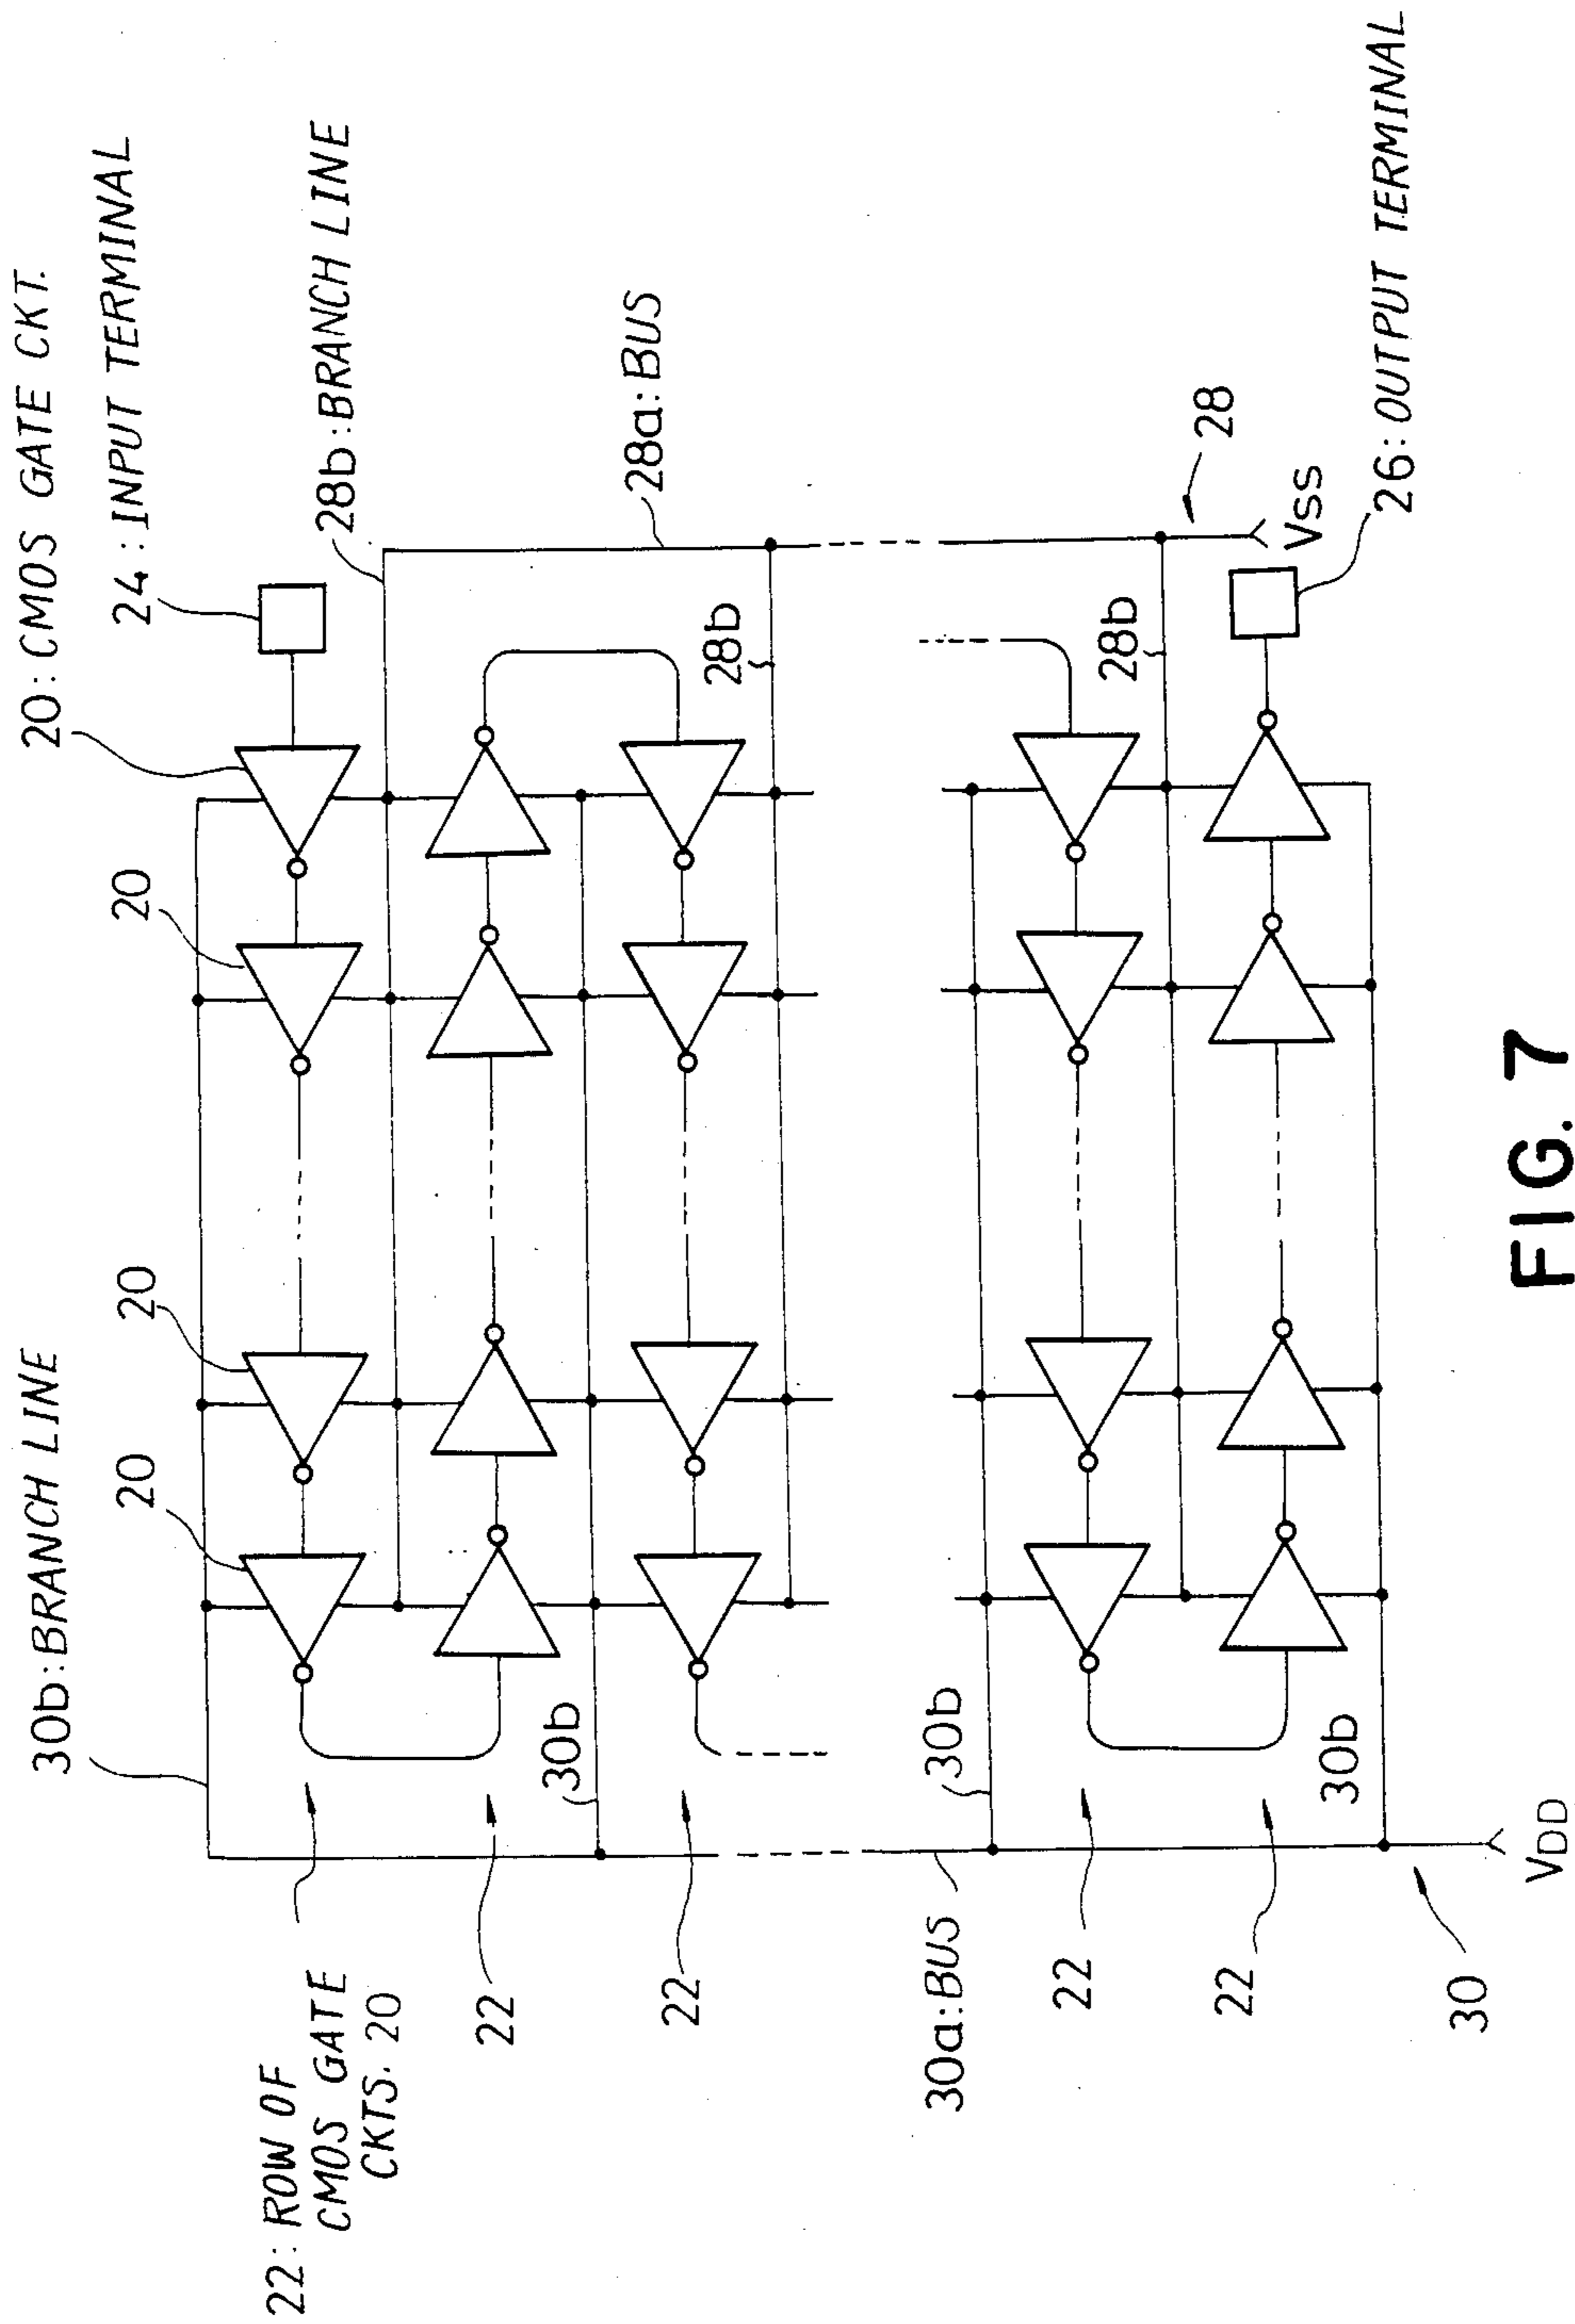 20: CMOS GATE CKT.
24: INPUT TERMINAL
28b: BRANCH LINE
28a: BUS
20
20
20
30b: BRANCH LINE
28b
28b
28
VSS
26: OUTPUT TERMINAL
30b
30b
30b
22: ROW OF
CMOS GATE
CKTS. 20
22
22
30a: BUS
22
22
30
VDD
FIG. 7